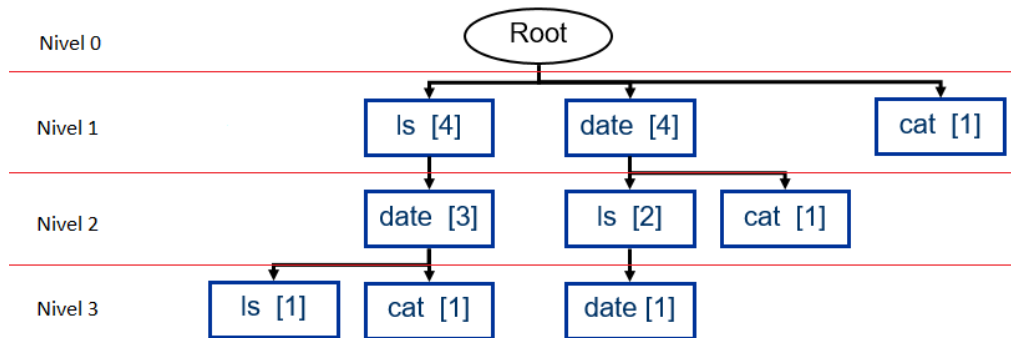 Nivel 0
Root
Nivel 1
ls [4]
date [4]
cat [1]
Nivel 2
date [3]
ls [2]
cat [1]
Nivel 3
ls [1]
cat [1]
date [1]